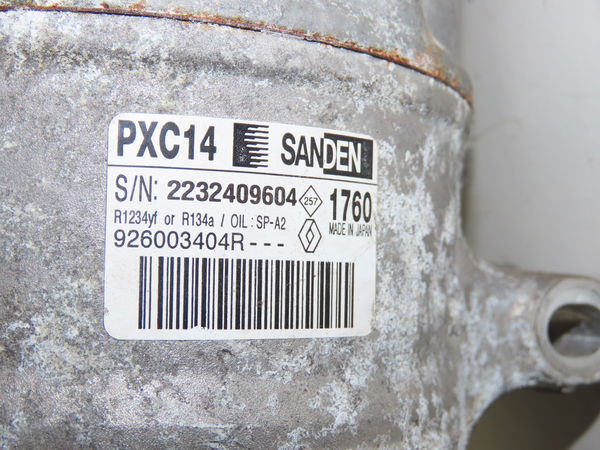 PXC14 SANDEN
S/N: 2232409604 257 1760
R1234yf or R134a / OIL: SP-A2 MADE IN JAPAN
926003404R---